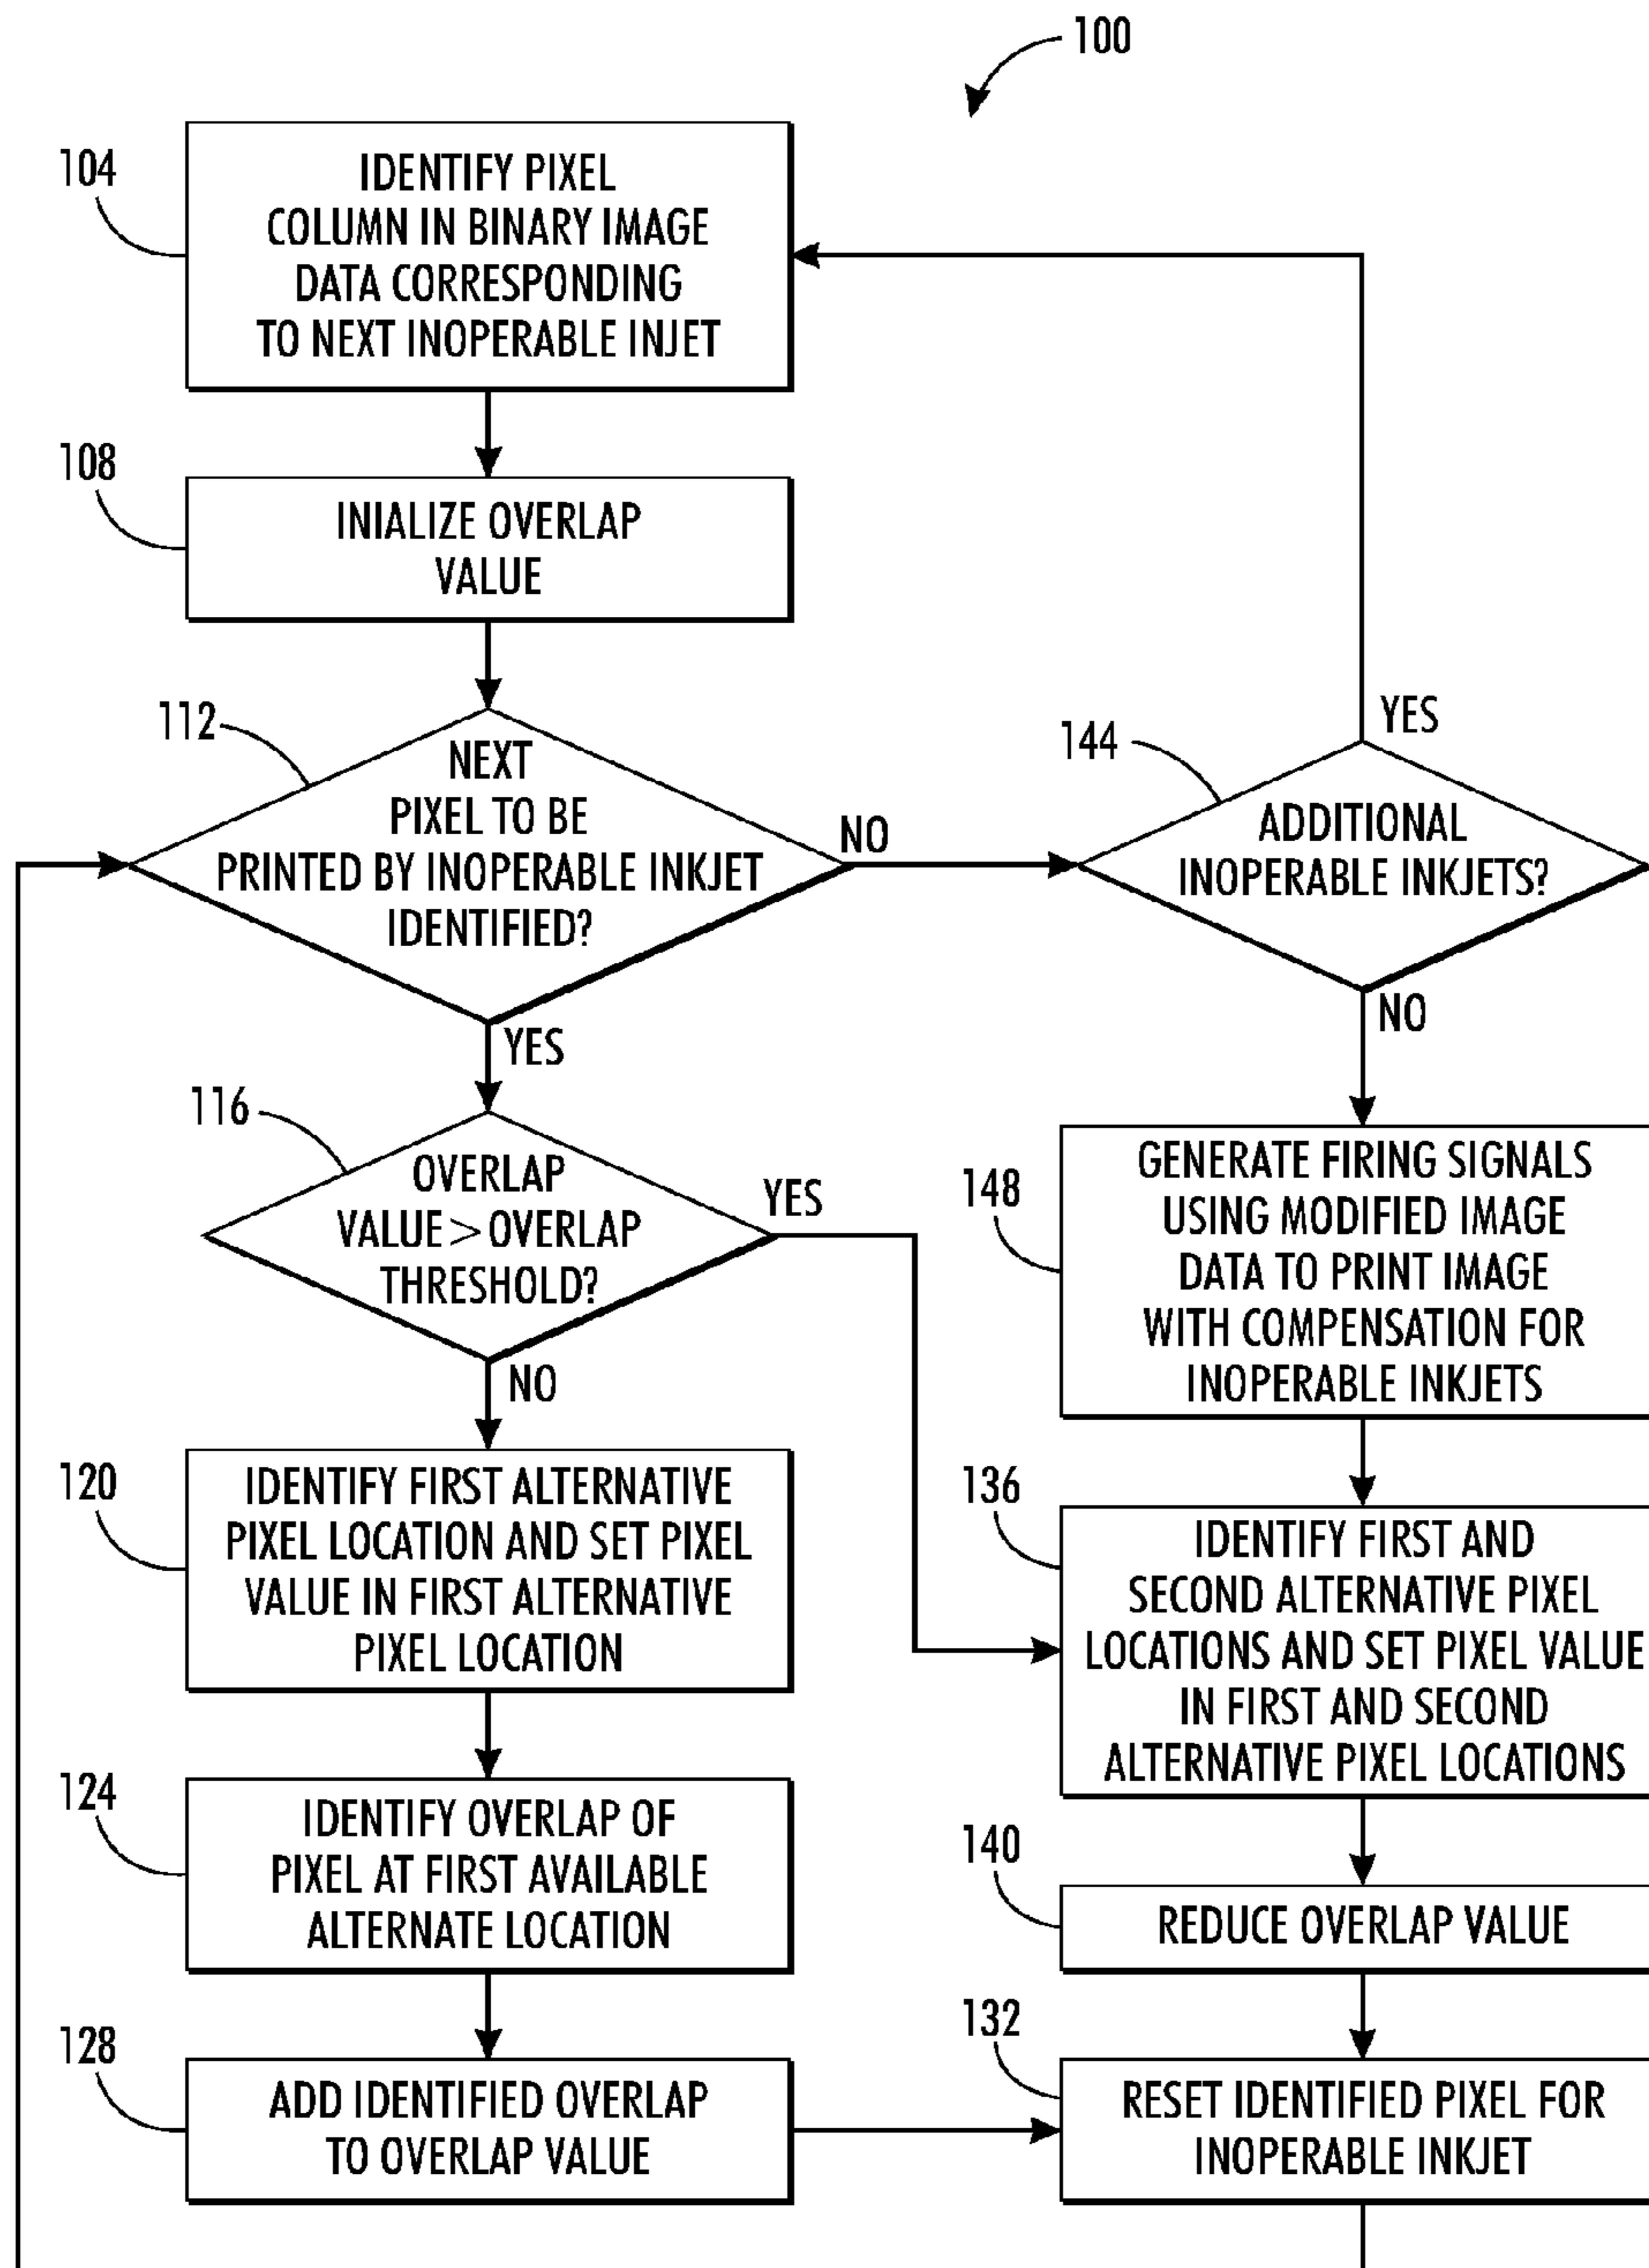 100
104
IDENTIFY PIXEL
COLUMN IN BINARY IMAGE
DATA CORRESPONDING
TO NEXT INOPERABLE INJET
108
INIALIZE OVERLAP
VALUE
112
NEXT
PIXEL TO BE
PRINTED BY INOPERABLE INKJET
IDENTIFIED?
NO
YES
144
ADDITIONAL
INOPERABLE INKJETS?
YES
NO
116
OVERLAP
VALUE > OVERLAP
THRESHOLD?
YES
NO
148
GENERATE FIRING SIGNALS
USING MODIFIED IMAGE
DATA TO PRINT IMAGE
WITH COMPENSATION FOR
INOPERABLE INKJETS
120
IDENTIFY FIRST ALTERNATIVE
PIXEL LOCATION AND SET PIXEL
VALUE IN FIRST ALTERNATIVE
PIXEL LOCATION
136
IDENTIFY FIRST AND
SECOND ALTERNATIVE PIXEL
LOCATIONS AND SET PIXEL VALUE
IN FIRST AND SECOND
ALTERNATIVE PIXEL LOCATIONS
124
IDENTIFY OVERLAP OF
PIXEL AT FIRST AVAILABLE
ALTERNATE LOCATION
140
REDUCE OVERLAP VALUE
128
ADD IDENTIFIED OVERLAP
TO OVERLAP VALUE
132
RESET IDENTIFIED PIXEL FOR
INOPERABLE INKJET